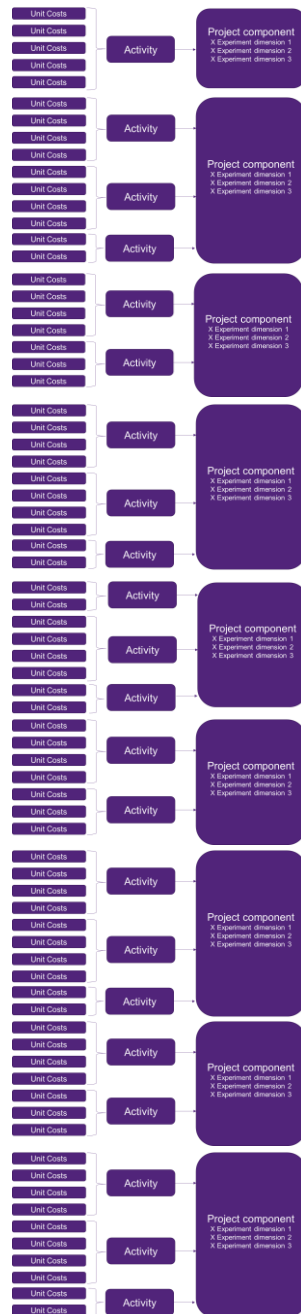 Unit Costs
Unit Costs
Unit Costs
Unit Costs
Unit Costs
Activity
Project component
X Experiment dimension 1
X Experiment dimension 2
X Experiment dimension 3
Unit Costs
Unit Costs
Unit Costs
Unit Costs
Activity
Unit Costs
Unit Costs
Unit Costs
Unit Costs
Activity
Unit Costs
Unit Costs
Activity
Project component
X Experiment dimension 1
X Experiment dimension 2
X Experiment dimension 3
Unit Costs
Unit Costs
Unit Costs
Unit Costs
Activity
Unit Costs
Unit Costs
Unit Costs
Activity
Project component
X Experiment dimension 1
X Experiment dimension 2
X Experiment dimension 3
Unit Costs
Unit Costs
Unit Costs
Unit Costs
Activity
Unit Costs
Unit Costs
Unit Costs
Unit Costs
Activity
Unit Costs
Unit Costs
Activity
Project component
X Experiment dimension 1
X Experiment dimension 2
X Experiment dimension 3
Unit Costs
Unit Costs
Activity
Unit Costs
Unit Costs
Unit Costs
Unit Costs
Activity
Unit Costs
Unit Costs
Activity
Project component
X Experiment dimension 1
X Experiment dimension 2
X Experiment dimension 3
Unit Costs
Unit Costs
Unit Costs
Unit Costs
Activity
Unit Costs
Unit Costs
Unit Costs
Activity
Project component
X Experiment dimension 1
X Experiment dimension 2
X Experiment dimension 3
Unit Costs
Unit Costs
Unit Costs
Unit Costs
Activity
Unit Costs
Unit Costs
Unit Costs
Unit Costs
Activity
Unit Costs
Unit Costs
Activity
Project component
X Experiment dimension 1
X Experiment dimension 2
X Experiment dimension 3
Unit Costs
Unit Costs
Unit Costs
Unit Costs
Activity
Unit Costs
Unit Costs
Unit Costs
Activity
Project component
X Experiment dimension 1
X Experiment dimension 2
X Experiment dimension 3
Unit Costs
Unit Costs
Unit Costs
Unit Costs
Activity
Unit Costs
Unit Costs
Unit Costs
Unit Costs
Activity
Unit Costs
Unit Costs
Activity
Project component
X Experiment dimension 1
X Experiment dimension 2
X Experiment dimension 3